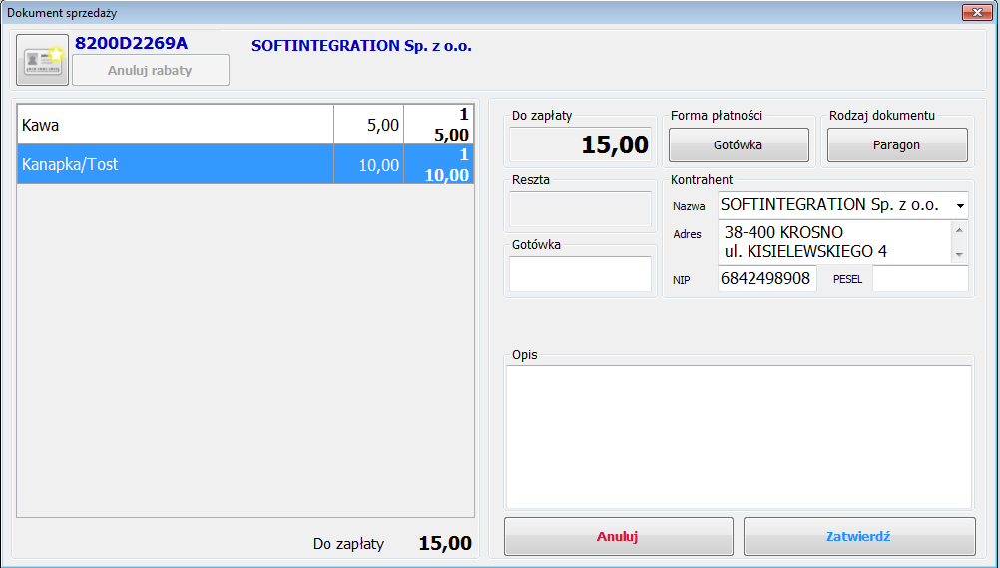 Dokument sprzedaży
8200D2269A
SOFTINTEGRATION Sp. z o.o.
Anuluj rabaty
Kawa 5,00 1
5,00
Kanapka/Tost 10,00 1
10,00
Do zapłaty 15,00
Do zapłaty
15,00
Forma płatności
Gotówka
Rodzaj dokumentu
Paragon
Reszta
Gotówka
Kontrahent
Nazwa SOFTINTEGRATION Sp. z o.o.
Adres 38-400 KROSNO
ul. KISIELEWSKIEGO 4
NIP 6842498908 PESEL
Opis
Anuluj
Zatwierdź